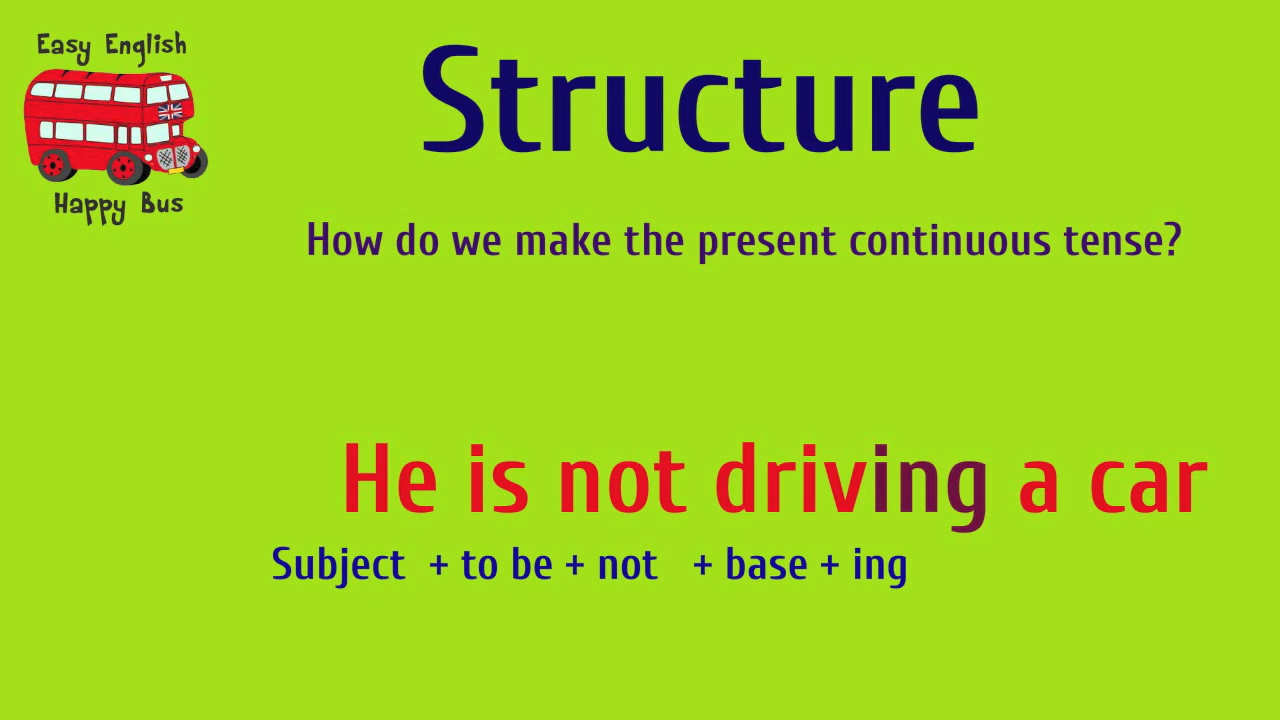 Easy English
Happy Bus
Structure
How do we make the present continuous tense?
He is not driving a car
Subject + to be + not + base + ing